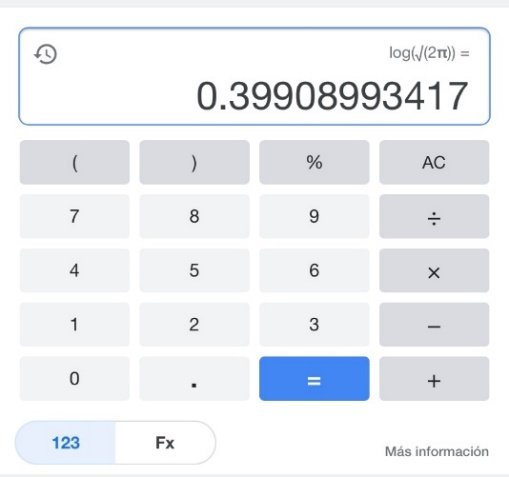 log(√(2π)) =
0.39908993417
( ) % AC
7 8 9 ÷
4 5 6 ×
1 2 3 −
0 . = +
123 Fx
Más información